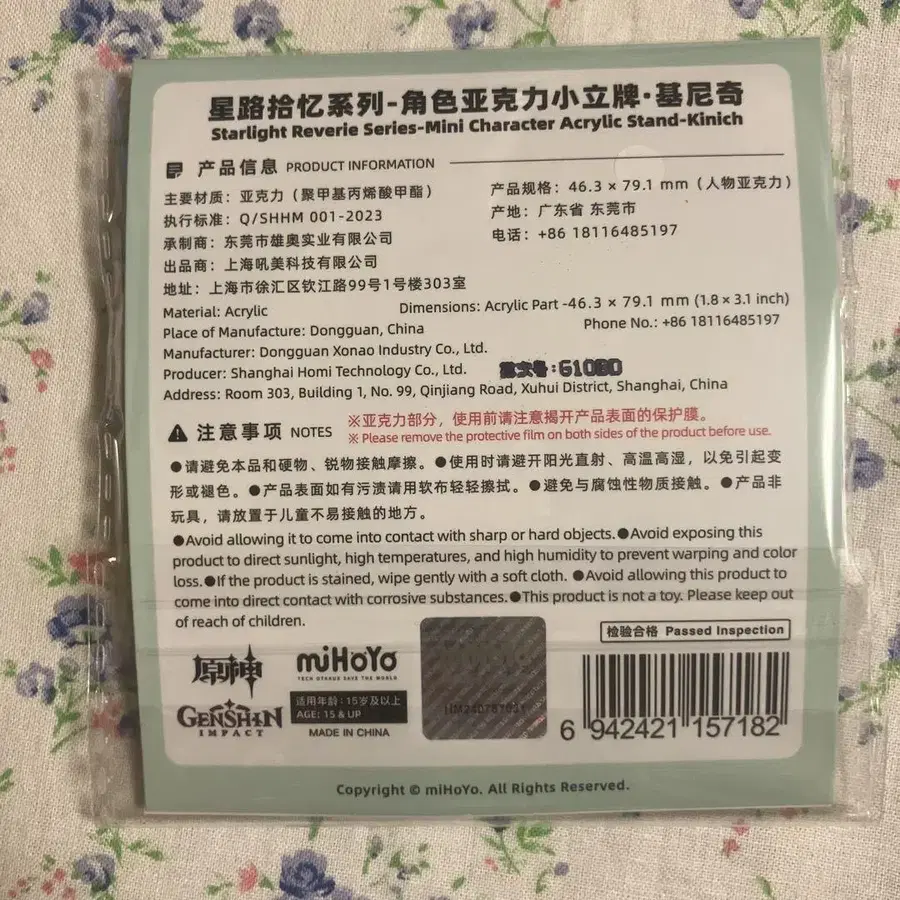 星路拾忆系列-角色亚克力小立牌·基尼奇
Starlight Reverie Series-Mini Character Acrylic Stand-Kinich
产品信息 PRODUCT INFORMATION
主要材质：亚克力（聚甲基丙烯酸甲酯）
产品规格：46.3 × 79.1 mm（人物亚克力）
执行标准：Q/SHHM 001-2023
产地：广东省 东莞市
承制商：东莞市雄奥实业有限公司
电话：+86 18116485197
出品商：上海吼美科技有限公司
地址：上海市徐汇区钦江路99号1号楼303室
Material: Acrylic
Dimensions: Acrylic Part -46.3 × 79.1 mm (1.8 × 3.1 inch)
Place of Manufacture: Dongguan, China
Phone No.: +86 18116485197
Manufacturer: Dongguan Xonao Industry Co., Ltd.
Producer: Shanghai Homi Technology Co., Ltd.
Address: Room 303, Building 1, No. 99, Qinjiang Road, Xuhui District, Shanghai, China
注意事项 NOTES
※亚克力部分，使用前请注意揭开产品表面的保护膜。
※ Please remove the protective film on both sides of the product before use.
●请避免本品和硬物、锐物接触摩擦。●使用时请避开阳光直射、高温高湿，以免引起变
形或褪色。●产品表面如有污渍请用软布轻轻擦拭。●避免与腐蚀性物质接触。●产品非
玩具，请放置于儿童不易接触的地方。
●Avoid allowing it to come into contact with sharp or hard objects.●Avoid exposing this
product to direct sunlight, high temperatures, and high humidity to prevent warping and color
loss.●If the product is stained, wipe gently with a soft cloth. ●Avoid allowing this product to
come into direct contact with corrosive substances.●This product is not a toy. Please keep out
of reach of children.
检验合格 Passed Inspection
原神
GENSHIN
IMPACT
miHoYo
TECH OTAKUS SAVE THE WORLD
适用年龄：15岁及以上
AGE: 15 & UP
MADE IN CHINA
6 942421 157182
Copyright © miHoYo. All Rights Reserved.